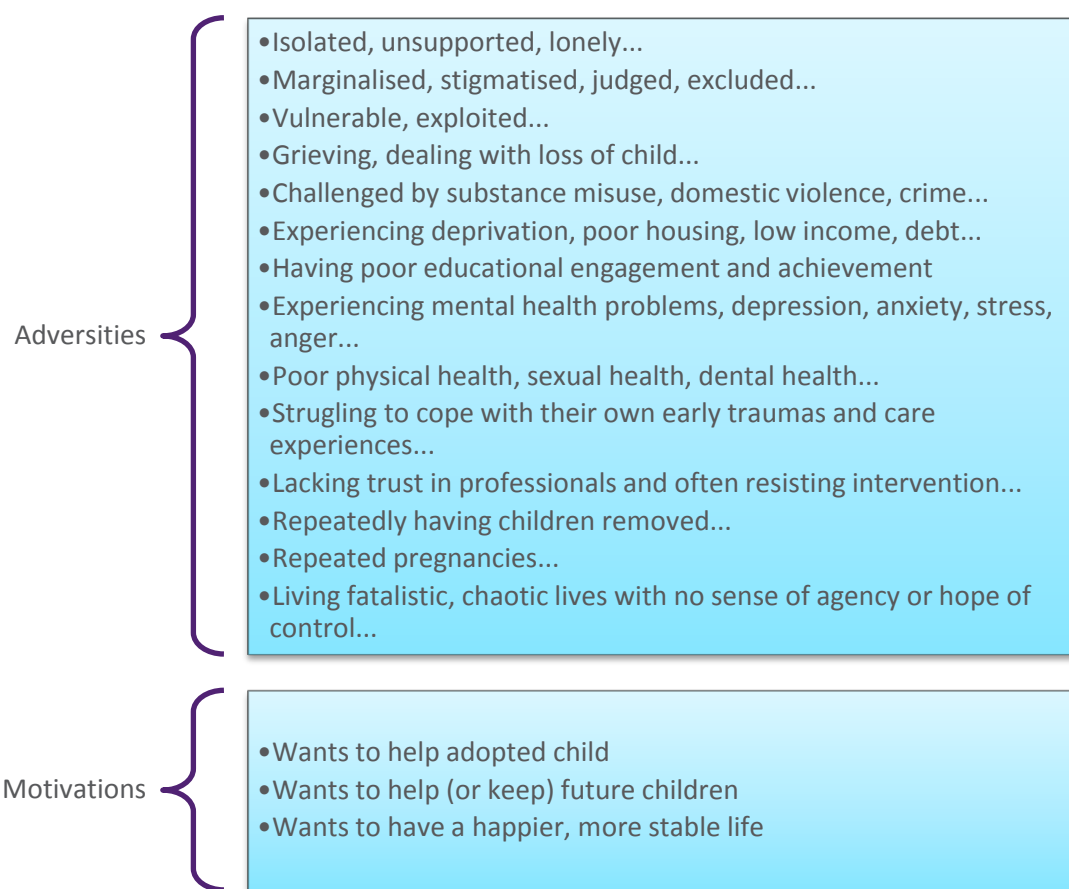 Adversities
•Isolated, unsupported, lonely...
•Marginalised, stigmatised, judged, excluded...
•Vulnerable, exploited...
•Grieving, dealing with loss of child...
•Challenged by substance misuse, domestic violence, crime...
•Experiencing deprivation, poor housing, low income, debt...
•Having poor educational engagement and achievement
•Experiencing mental health problems, depression, anxiety, stress,
anger...
•Poor physical health, sexual health, dental health...
•Strugling to cope with their own early traumas and care
experiences...
•Lacking trust in professionals and often resisting intervention...
•Repeatedly having children removed...
•Repeated pregnancies...
•Living fatalistic, chaotic lives with no sense of agency or hope of
control...
Motivations
•Wants to help adopted child
•Wants to help (or keep) future children
•Wants to have a happier, more stable life